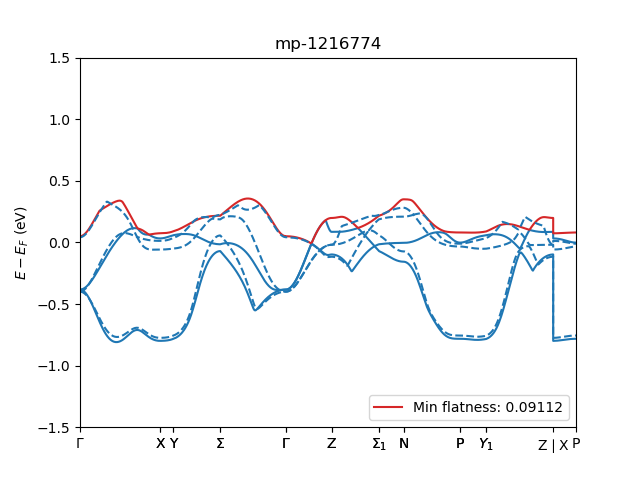 mp-1216774
1.5
1.0
0.5
0.0
−0.5
−1.0
−1.5
E − E_F (eV)
Min flatness: 0.09112
Γ X Y Σ Γ Z Σ₁ N P Y₁ Z | X P